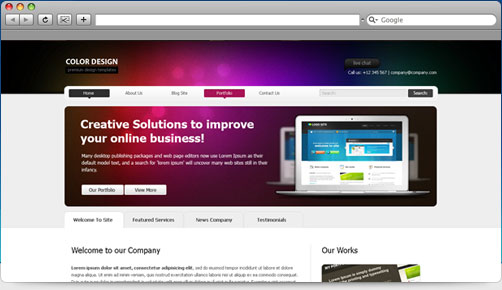 Google
COLOR DESIGN
premium design templates
live chat
Call us: +12 345 567 | company@company.com
Home
About Us
Blog Site
Portfolio
Contact Us
Search
Search
Creative Solutions to improve
your online business!
Many desktop publishing packages and web page editors now use Lorem Ipsum as their
default model text, and a search for 'lorem ipsum' will uncover many web sites still in their
infancy.
Our Portfolio
View More
LOGO SITE
Welcome To Site
Featured Services
News Company
Testimonials
Welcome to our Company
Our Works
Lorem ipsum dolor sit amet, consectetur adipisicing elit, sed do eiusmod tempor incididunt ut labore et dolore
magna aliqua. Ut enim ad minim veniam, quis nostrud exercitation ullamco laboris nisi ut aliquip ex ea commodo consequat.